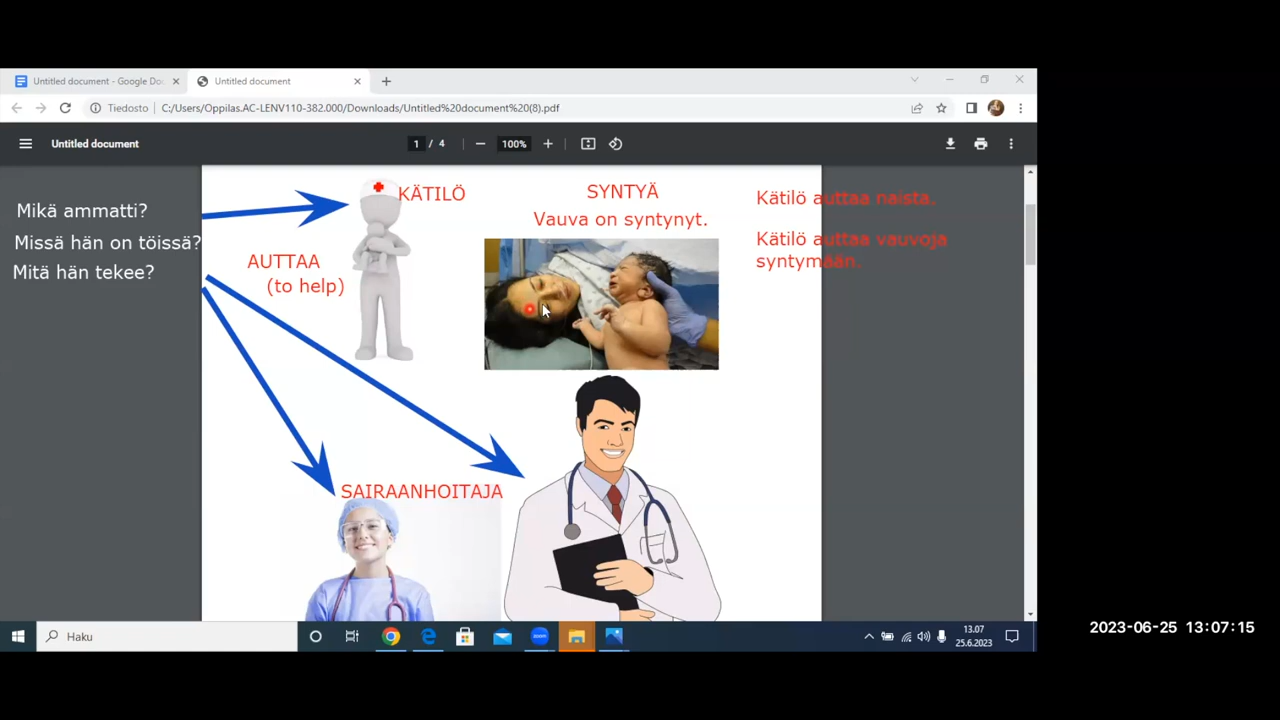 Untitled document - Google Doc
Untitled document
Tiedosto
C:/Users/Oppilas.AC-LENV110-382.000/Downloads/Untitled%20document%20(8).pdf
Untitled document
1 / 4
100%
Mikä ammatti?
Missä hän on töissä?
Mitä hän tekee?
KÄTILÖ
AUTTAA
(to help)
SYNTYÄ
Vauva on syntynyt.
Kätilö auttaa naista.
Kätilö auttaa vauvoja
syntymään.
SAIRAANHOITAJA
Haku
zoom
13.07
25.6.2023
2023-06-25 13:07:15